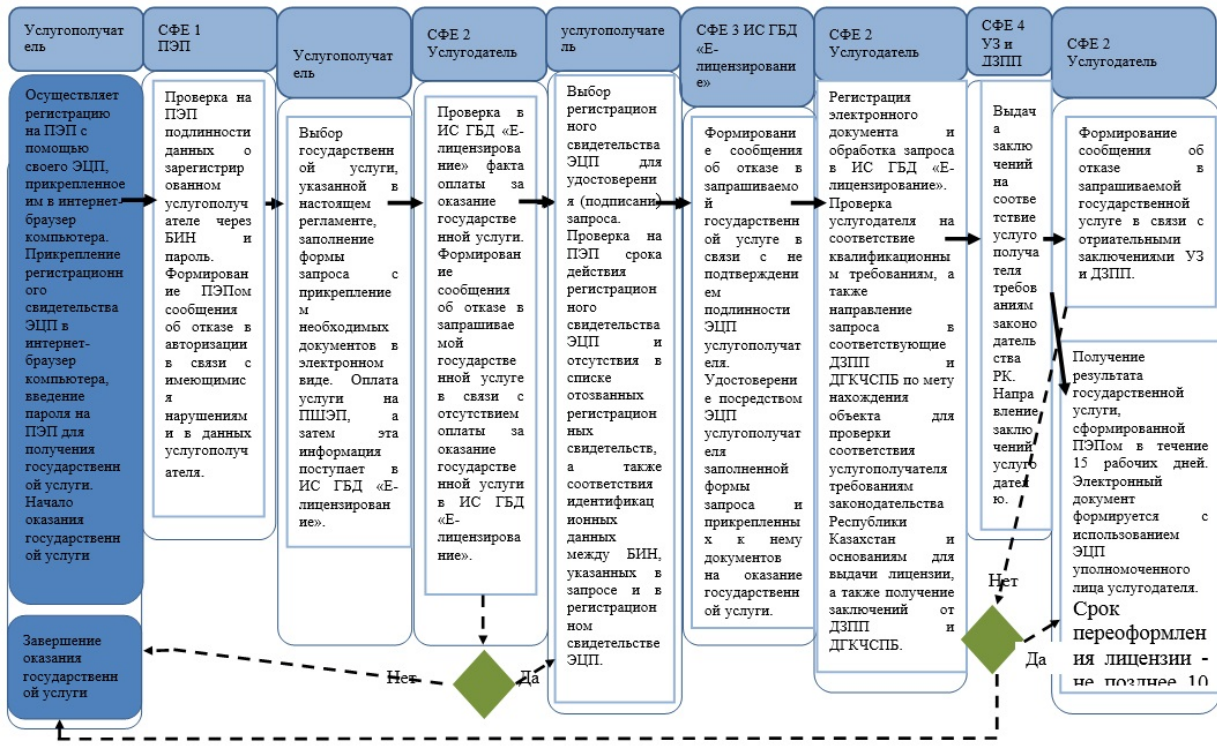 Услугополучат
ель
Осуществляет
регистрацию
на ПЭП с
помощью
своего ЭЦП,
прикрепленное
им в интернет-
браузер
компьютера.
Прикрепление
регистрационн
ого
свидетельства
ЭЦП в
интернет-
браузер
компьютера,
введение
пароля на
ПЭП для
получения
государственн
ой услуги.
Начало
оказания
государственн
ой услуги
Завершение
оказания
государственн
ой услуги
СФЕ 1
ПЭП
Проверка на
ПЭП
подлинности
данных о
зарегистрир
ованном
услугополуч
ателе через
БИН и
пароль.
Формирован
ие ПЭПом
сообщения
об отказе в
авторизации
в связи с
имеющимис
я
нарушениям
и в данных
услугополуч
ателя.
Услугополучат
ель
Выбор
государственн
ой услуги,
указанной в
настоящем
регламенте,
заполнение
формы
запроса с
прикрепление
м
необходимых
документов в
электронном
виде. Оплата
услуги на
ПШЭП, а
затем эта
информация
поступает в
ИС ГБД «Е-
лицензирован
ие».
СФЕ 2
Услугодатель
Проверка в
ИС ГБД «Е-
лицензирова
ние» факта
оплаты за
оказание
государстве
нной услуги.
Формирован
ие
сообщения
об отказе в
запрашивае
мой
государстве
нной услуге
в связи с
отсутствием
оплаты за
оказание
государстве
нной услуги
в ИС ГБД
«Е-
лицензирова
ние».
Нет
Да
услугополучате
ль
Выбор
регистрацион
ного
свидетельства
ЭЦП для
удостоверени
я (подписани)
запроса.
Проверка на
ПЭП срока
действия
регистрацион
ного
свидетельства
ЭЦП и
отсутствия в
списке
отозванных
регистрацион
ных
свидетельств,
а также
соответствия
идентификац
ионных
данных
между БИН,
указанных в
запросе и в
регистрацион
ном
свидетельстве
ЭЦП.
СФЕ 3 ИС ГБД
«Е-
лицензировани
е»
Формировани
е сообщения
об отказе в
запрашиваемо
й
государственн
ой услуге в
связи с не
подтверждени
ем
подлинности
ЭЦП
услугополучат
еля.
Удостоверени
е посредством
ЭЦП
услугополучат
еля
заполненной
формы
запроса и
прикрепленны
х к нему
документов
на оказание
государственн
ой услуги.
СФЕ 2
Услугодатель
Регистрация
электронного
документа и
обработка запроса
в ИС ГБД «Е-
лицензирование».
Проверка
услугодателя на
соответствие
квалификационны
м требованиям, а
также
направление
запроса в
соответствующие
ДЗПП и
ДГКЧСПБ по мету
нахождения
объекта для
проверки
соответствия
услугополучателя
требованиям
законодательства
Республики
Казахстан и
основаниям для
выдачи лицензии,
а также получение
заключений от
ДЗПП и
ДГКЧСПБ.
СФЕ 4
УЗ и
ДЗПП
Выдач
а
заклю
чений
на
соотве
тствие
услуго
получа
теля
требов
аниям
законо
датель
ства
РК.
Напра
вление
заклю
чений
услуго
дател
ю.
Нет
Да
СФЕ 2
Услугодатель
Формирование
сообщения об
отказе в
запрашиваемой
государственной
услуге в связи с
отриательными
заключениями УЗ
и ДЗПП.
Получение
результата
государственной
услуги,
сформированной
ПЭПом в течение
15 рабочих дней.
Электронный
документ
формируется с
использованием
ЭЦП
уполномоченного
лица услугодателя.
Срок
переоформлен
ия лицензии -
не позднее 10